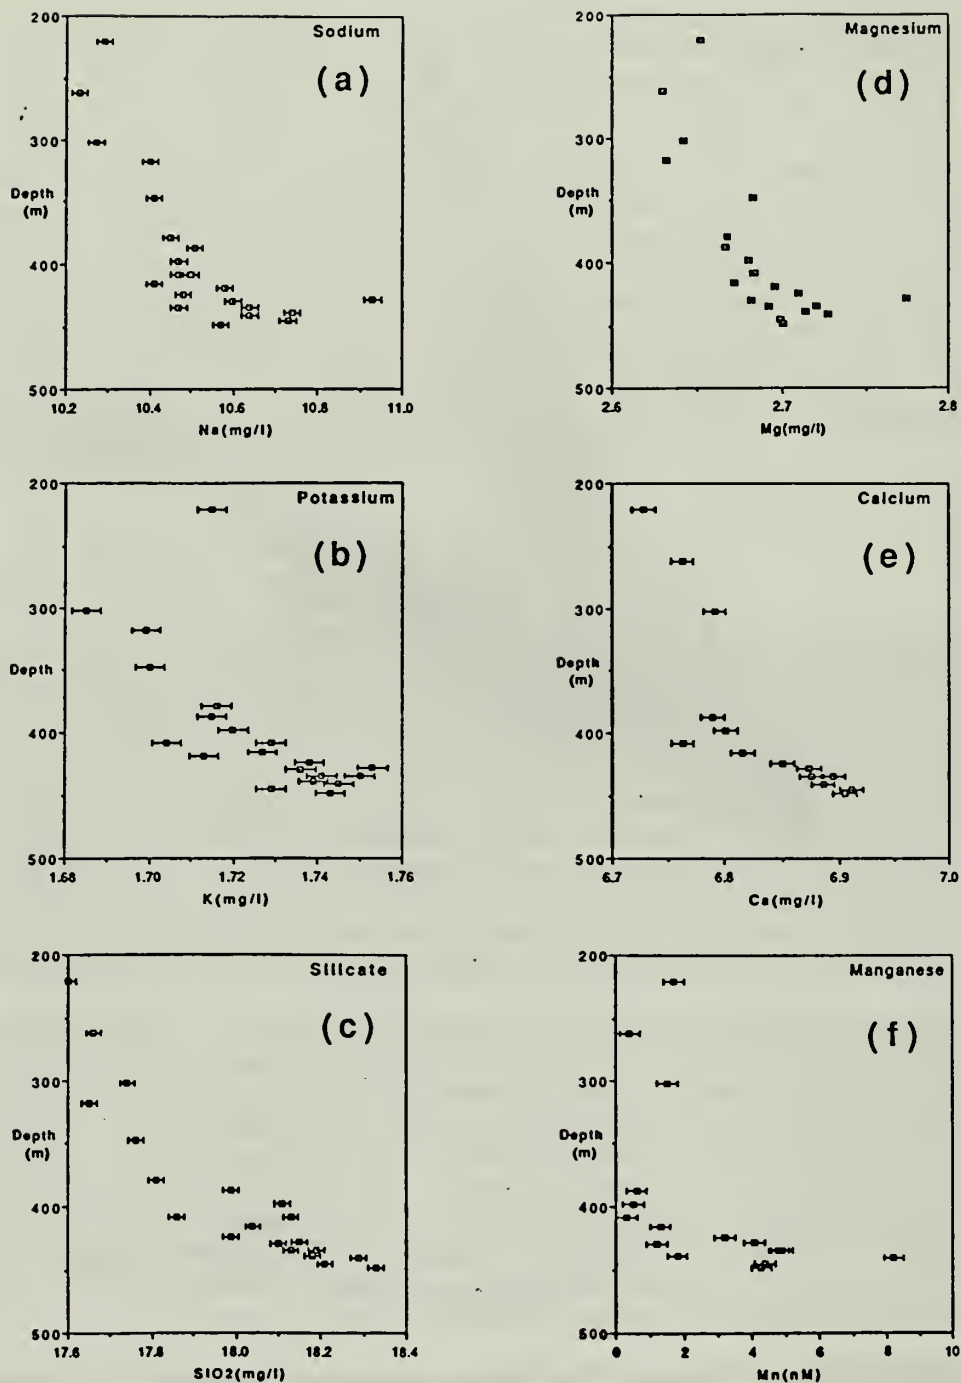 200
300
Depth
(m)
400
500
10.2 10.4 10.6 10.8 11.0
Na(mg/l)
Sodium
(a)
Magnesium
(d)
200
300
Depth
(m)
400
500
2.6 2.7 2.8
Mg(mg/l)
200
300
Depth
400
500
1.68 1.70 1.72 1.74 1.76
K(mg/l)
Potassium
(b)
Calcium
(e)
200
300
Depth
(m)
400
500
6.7 6.8 6.9 7.0
Ca(mg/l)
200
300
Depth
(m)
400
500
17.6 17.8 18.0 18.2 18.4
SIO2(mg/l)
Silicate
(c)
Manganese
(f)
200
300
Depth
(m)
400
500
0 2 4 6 8 10
Mn(nM)